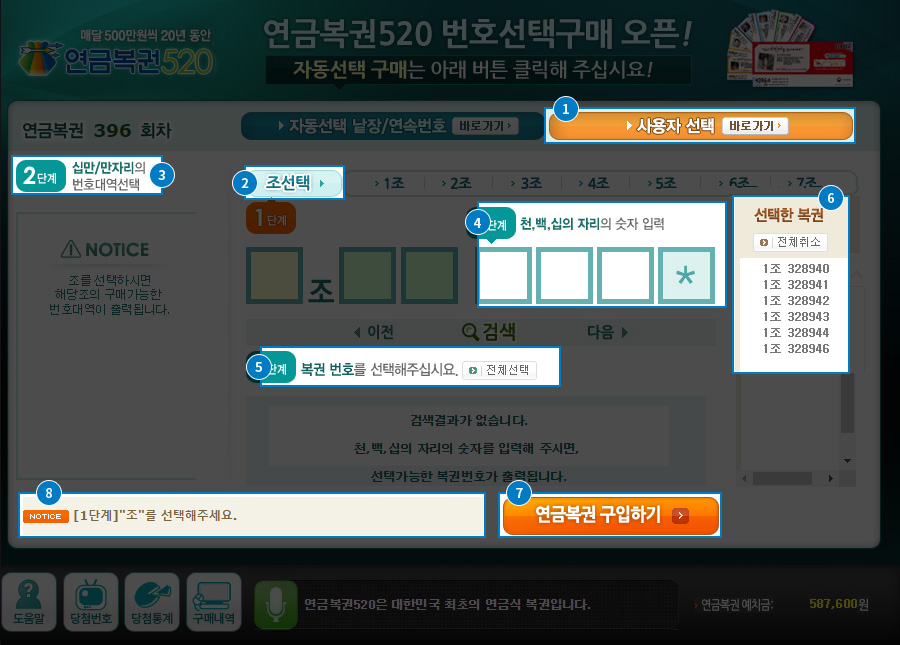 매달 500만원씩 20년 동안
연금복권520
연금복권520 번호선택구매 오픈!
자동선택 구매는 아래 버튼 클릭해 주십시요!
연금복권 396 회차
자동선택 낱장/연속번호 바로가기
1
사용자 선택 바로가기
2단계
십만/만자리의
번호대역선택
3
2
조선택
1조
2조
3조
4조
5조
6조
7조
1 단계
4
단계
천,백,십의 자리의 숫자 입력
6
선택한 복권
전체취소
1조 328940
1조 328941
1조 328942
1조 328943
1조 328944
1조 328946
NOTICE
조를 선택하시면
해당조의 구매가능한
번호대역이 출력됩니다.
조
*
이전
검색
다음
5
단계
복권 번호를 선택해주십시요.
전체선택
검색결과가 없습니다.
천,백,십의 자리의 숫자를 입력해 주시면,
선택가능한 복권번호가 출력됩니다.
8
NOTICE [1단계]"조"를 선택해주세요.
7
연금복권 구입하기
도움말
당첨번호
당첨통계
구매내역
연금복권520은 대한민국 최초의 연금식 복권입니다.
연금복권 예치금: 587,600원